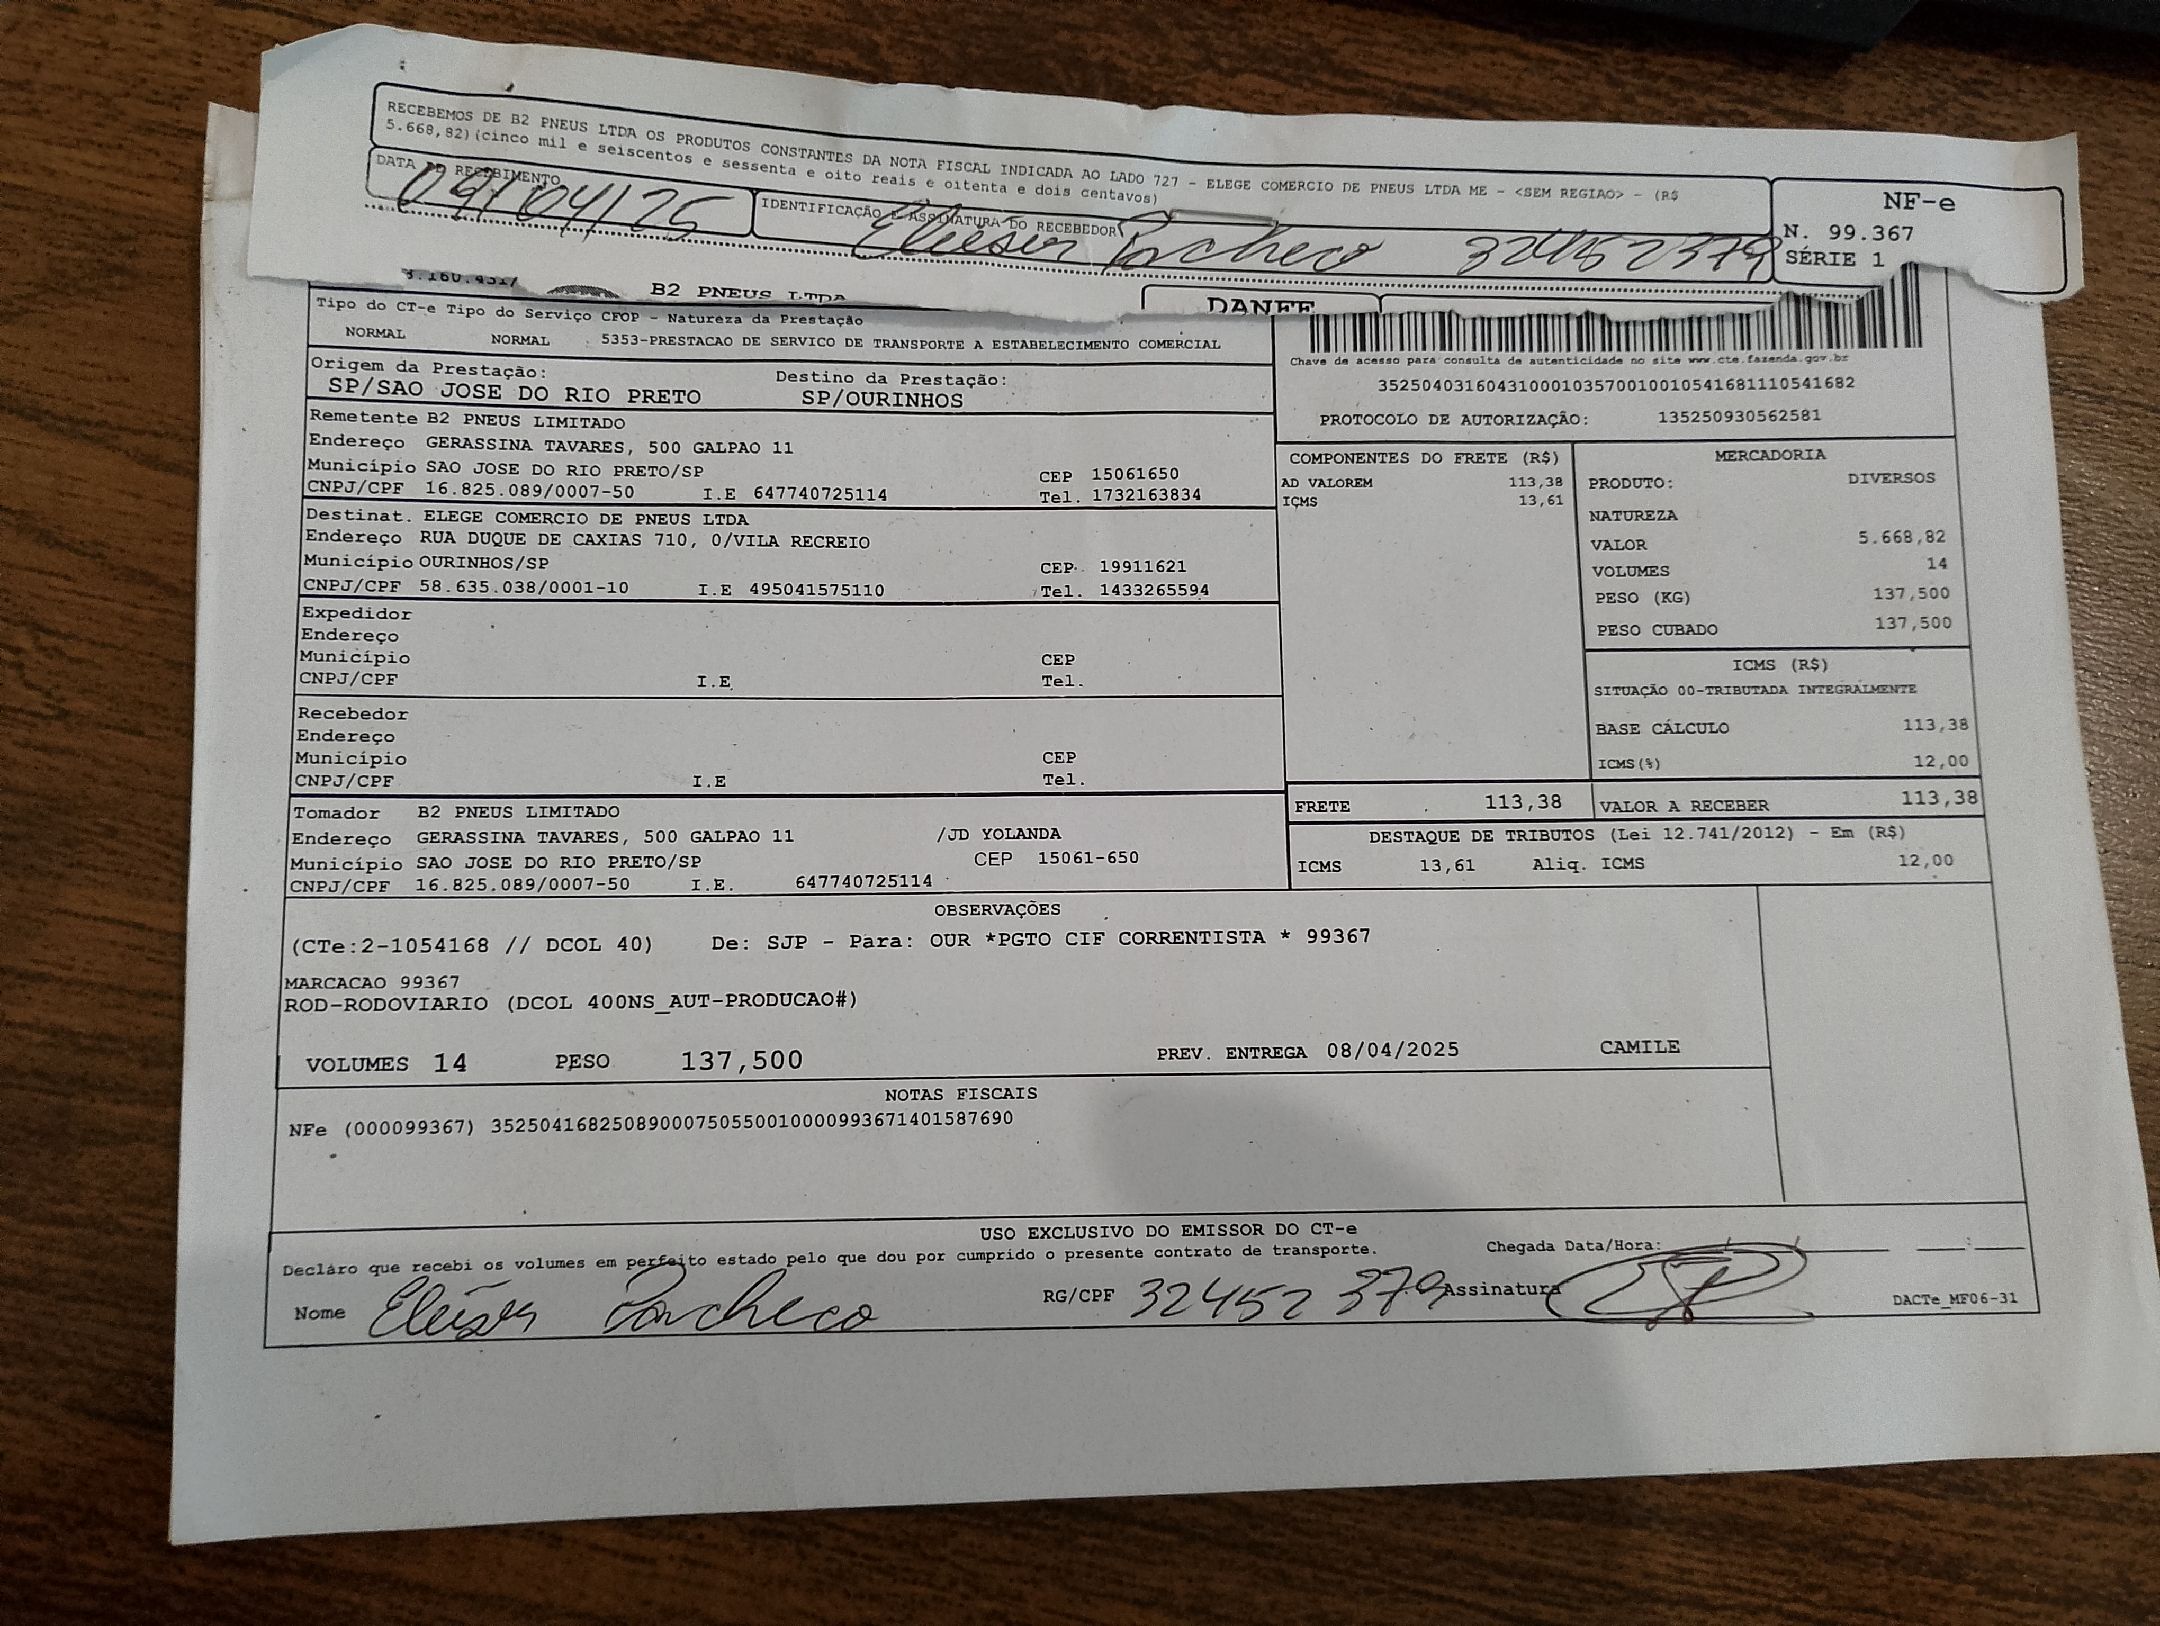 RECEBEMOS DE B2 PNEUS LTDA OS PRODUTOS CONSTANTES DA NOTA FISCAL INDICADA AO LADO 727 - ELEGE COMERCIO DE PNEUS LTDA ME - <SEM REGIAO> - (R$
5.668,82)(cinco mil e seiscentos e sessenta e oito reais e oitenta e dois centavos)
DATA DO RECEBIMENTO
09/04/25
IDENTIFICAÇÃO E ASSINATURA DO RECEBEDOR
Eliéser Pacheco 32452379
NF-e
N. 99.367
SÉRIE 1
B2 PNEUS LTDA
DANFE
Tipo do CT-e Tipo do Serviço CFOP - Natureza da Prestação
NORMAL NORMAL 5353-PRESTACAO DE SERVICO DE TRANSPORTE A ESTABELECIMENTO COMERCIAL
Chave de acesso para consulta de autenticidade no site www.cte.fazenda.gov.br
35250403160431000103570010010541681110541682
PROTOCOLO DE AUTORIZAÇÃO: 135250930562581
Origem da Prestação: Destino da Prestação:
SP/SAO JOSE DO RIO PRETO SP/OURINHOS
Remetente B2 PNEUS LIMITADO
Endereço GERASSINA TAVARES, 500 GALPAO 11
Município SAO JOSE DO RIO PRETO/SP CEP 15061650
CNPJ/CPF 16.825.089/0007-50 I.E 647740725114 Tel. 1732163834
Destinat. ELEGE COMERCIO DE PNEUS LTDA
Endereço RUA DUQUE DE CAXIAS 710, 0/VILA RECREIO
Município OURINHOS/SP CEP 19911621
CNPJ/CPF 58.635.038/0001-10 I.E 495041575110 Tel. 1433265594
Expedidor
Endereço
Município CEP
CNPJ/CPF I.E Tel.
Recebedor
Endereço
Município CEP
CNPJ/CPF I.E Tel.
Tomador B2 PNEUS LIMITADO
Endereço GERASSINA TAVARES, 500 GALPAO 11 /JD YOLANDA
Município SAO JOSE DO RIO PRETO/SP CEP 15061-650
CNPJ/CPF 16.825.089/0007-50 I.E. 647740725114
COMPONENTES DO FRETE (R$)
AD VALOREM 113,38
ICMS 13,61
MERCADORIA
PRODUTO: DIVERSOS
NATUREZA
VALOR 5.668,82
VOLUMES 14
PESO (KG) 137,500
PESO CUBADO 137,500
ICMS (R$)
SITUAÇÃO 00-TRIBUTADA INTEGRALMENTE
BASE CÁLCULO 113,38
ICMS(%) 12,00
FRETE 113,38 VALOR A RECEBER 113,38
DESTAQUE DE TRIBUTOS (Lei 12.741/2012) - Em (R$)
ICMS 13,61 Aliq. ICMS 12,00
OBSERVAÇÕES
(CTe:2-1054168 // DCOL 40) De: SJP - Para: OUR *PGTO CIF CORRENTISTA * 99367
MARCACAO 99367
ROD-RODOVIARIO (DCOL 400NS_AUT-PRODUCAO#)
VOLUMES 14 PESO 137,500 PREV. ENTREGA 08/04/2025 CAMILE
NOTAS FISCAIS
NFe (000099367) 35250416825089000750550010000993671401587690
USO EXCLUSIVO DO EMISSOR DO CT-e
Declaro que recebi os volumes em perfeito estado pelo que dou por cumprido o presente contrato de transporte. Chegada Data/Hora:
Nome Eliéser Pacheco RG/CPF 32452379 Assinatura
DACTe_MF06-31